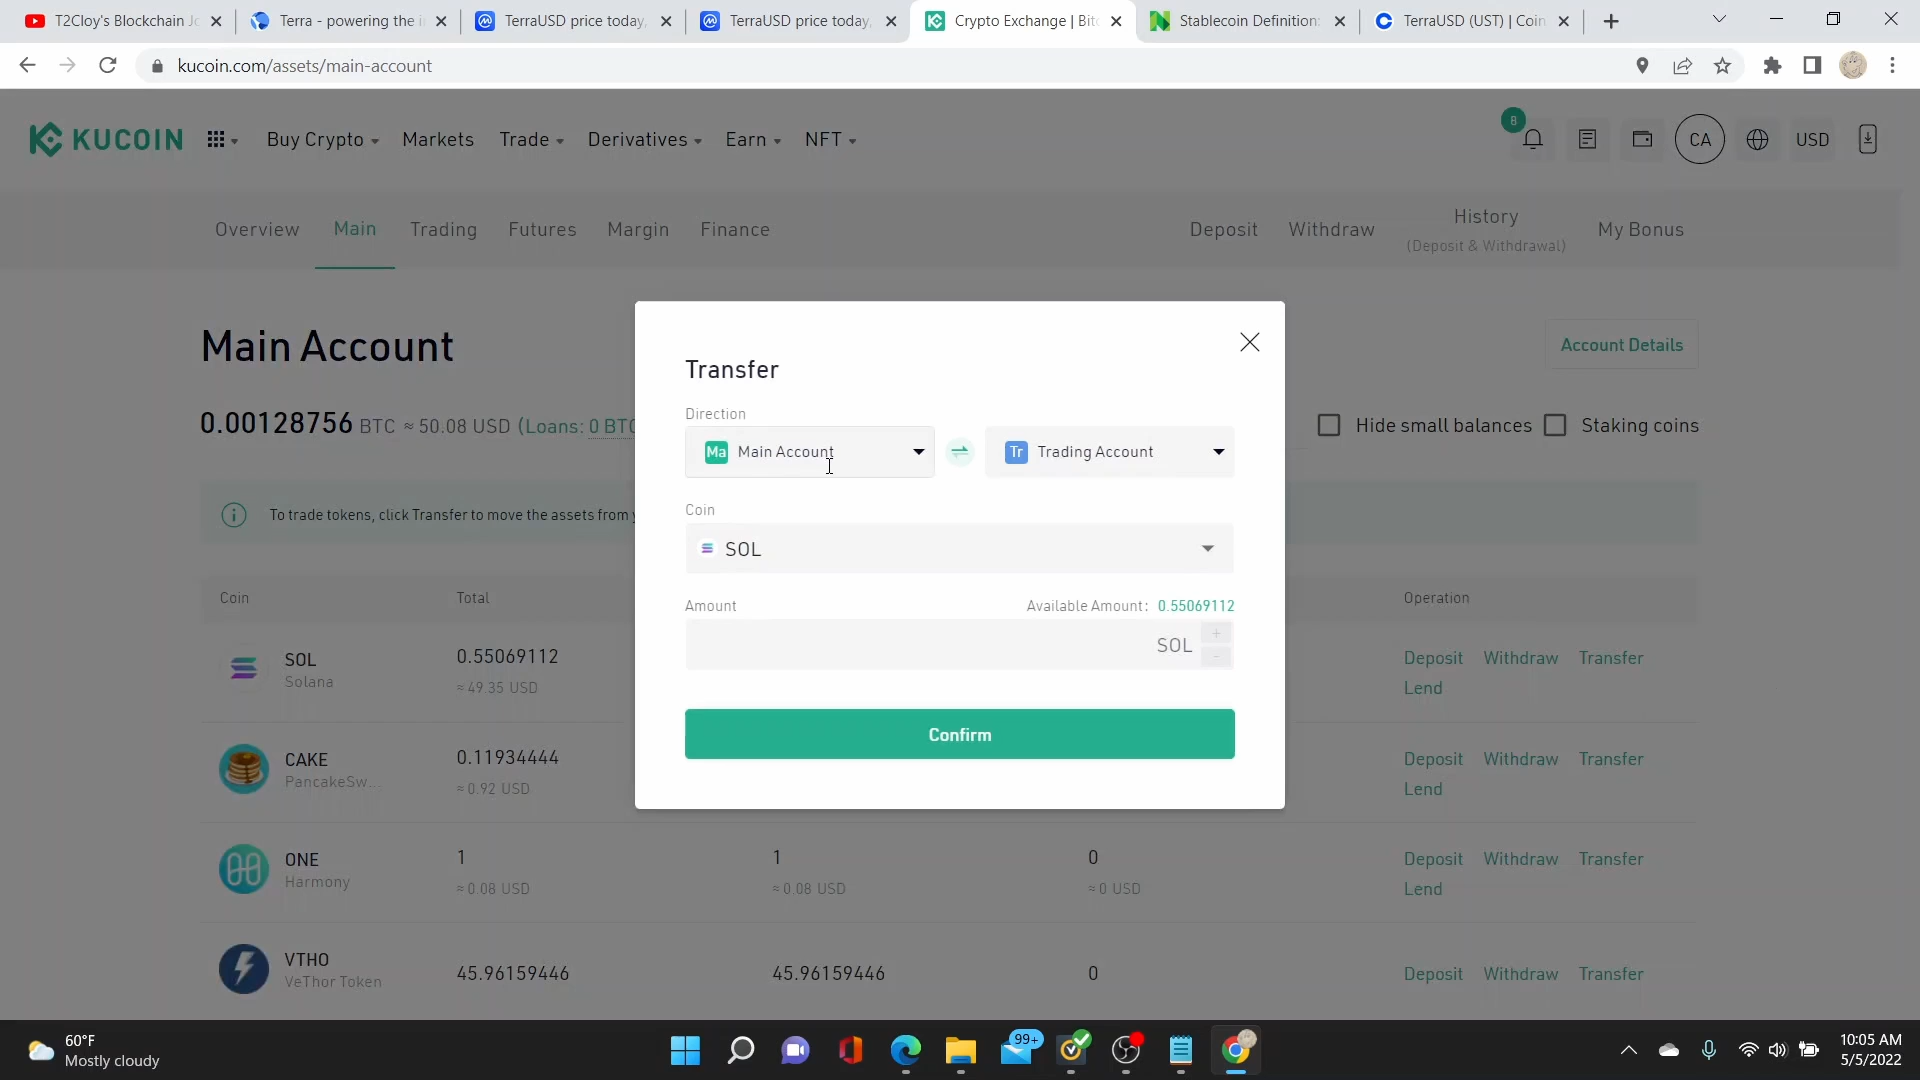 T2Cloy's Blockchain Jo
Terra - powering the i
TerraUSD price today,
TerraUSD price today,
Crypto Exchange | Bitc
Stablecoin Definition:
TerraUSD (UST) | Coin
kucoin.com/assets/main-account
KUCOIN
Buy Crypto
Markets
Trade
Derivatives
Earn
NFT
8
CA
USD
Overview
Main
Trading
Futures
Margin
Finance
Deposit
Withdraw
History
(Deposit & Withdrawal)
My Bonus
Main Account
Account Details
0.00128756 BTC ≈ 50.08 USD (Loans: 0 BTC
Hide small balances
Staking coins
To trade tokens, click Transfer to move the assets from
Transfer
Direction
Ma Main Account
Tr Trading Account
Coin
SOL
Amount
Available Amount: 0.55069112
SOL
+
-
Confirm
Coin
Total
Operation
SOL
Solana
0.55069112
≈ 49.35 USD
Deposit Withdraw Transfer
Lend
CAKE
PancakeSw...
0.11934444
≈ 0.92 USD
Deposit Withdraw Transfer
Lend
ONE
Harmony
1
≈ 0.08 USD
1
≈ 0.08 USD
0
≈ 0 USD
Deposit Withdraw Transfer
Lend
VTHO
VeThor Token
45.96159446
45.96159446
0
Deposit Withdraw Transfer
60°F
Mostly cloudy
99+
10:05 AM
5/5/2022